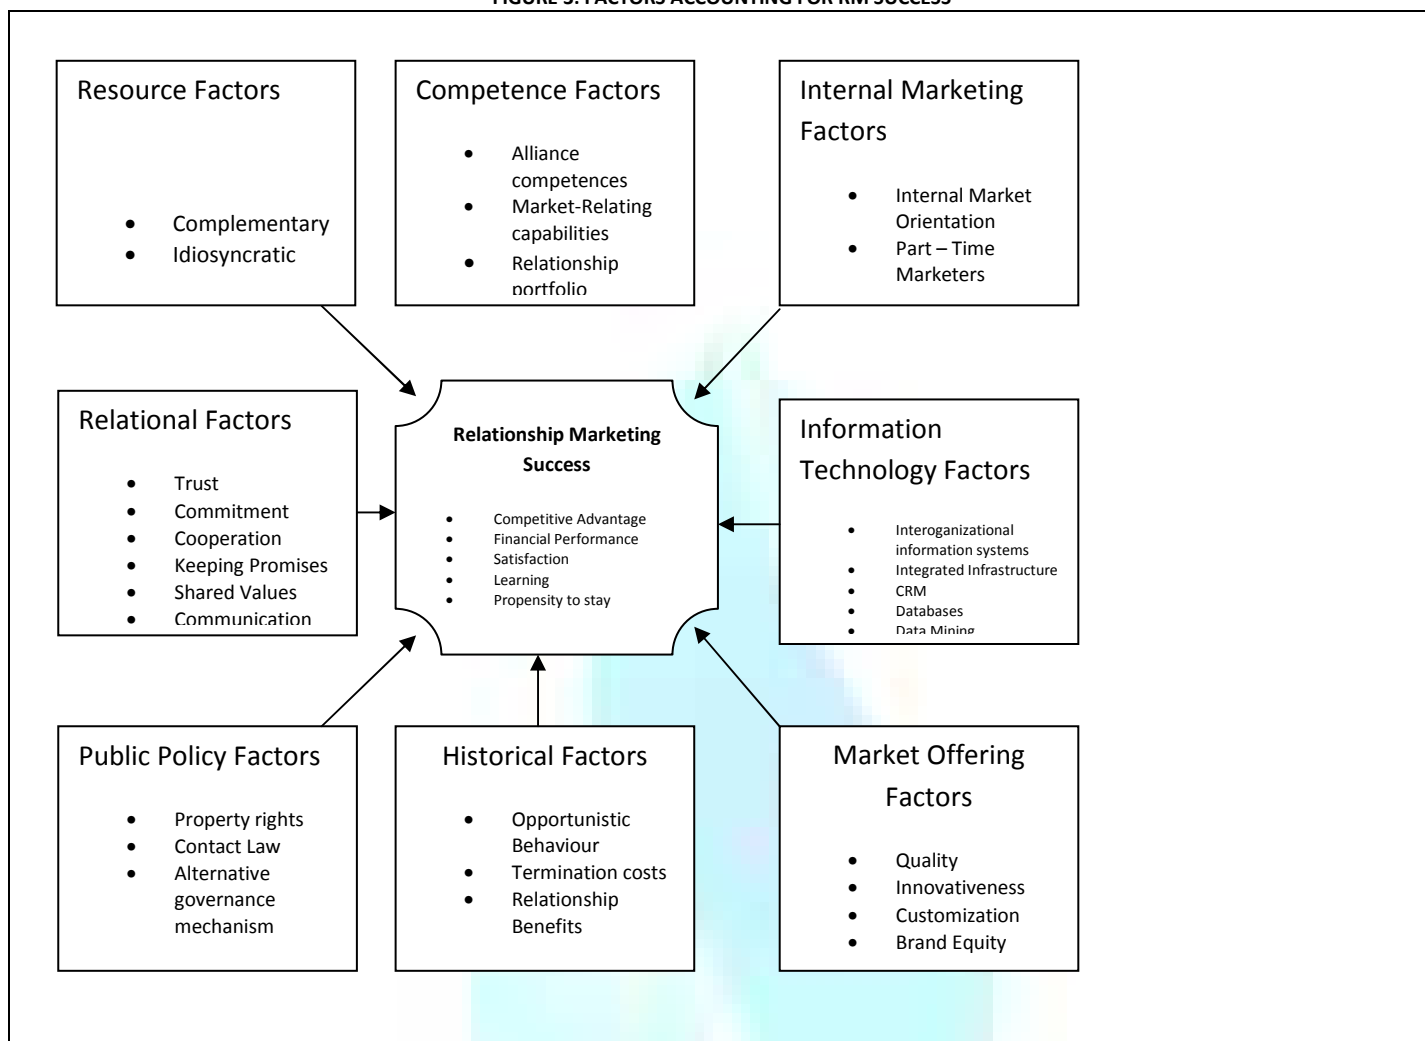 FIGURE 3: FACTORS ACCOUNTING FOR RM SUCCESS
Resource Factors
• Complementary
• Idiosyncratic
Competence Factors
• Alliance
competences
• Market-Relating
capabilities
• Relationship
portfolio
Internal Marketing
Factors
• Internal Market
Orientation
• Part – Time
Marketers
Relational Factors
• Trust
• Commitment
• Cooperation
• Keeping Promises
• Shared Values
• Communication
Relationship Marketing
Success
• Competitive Advantage
• Financial Performance
• Satisfaction
• Learning
• Propensity to stay
Information
Technology Factors
• Interoganizational
information systems
• Integrated Infrastructure
• CRM
• Databases
• Data Mining
Public Policy Factors
• Property rights
• Contact Law
• Alternative
governance
mechanism
Historical Factors
• Opportunistic
Behaviour
• Termination costs
• Relationship
Benefits
Market Offering
Factors
• Quality
• Innovativeness
• Customization
• Brand Equity